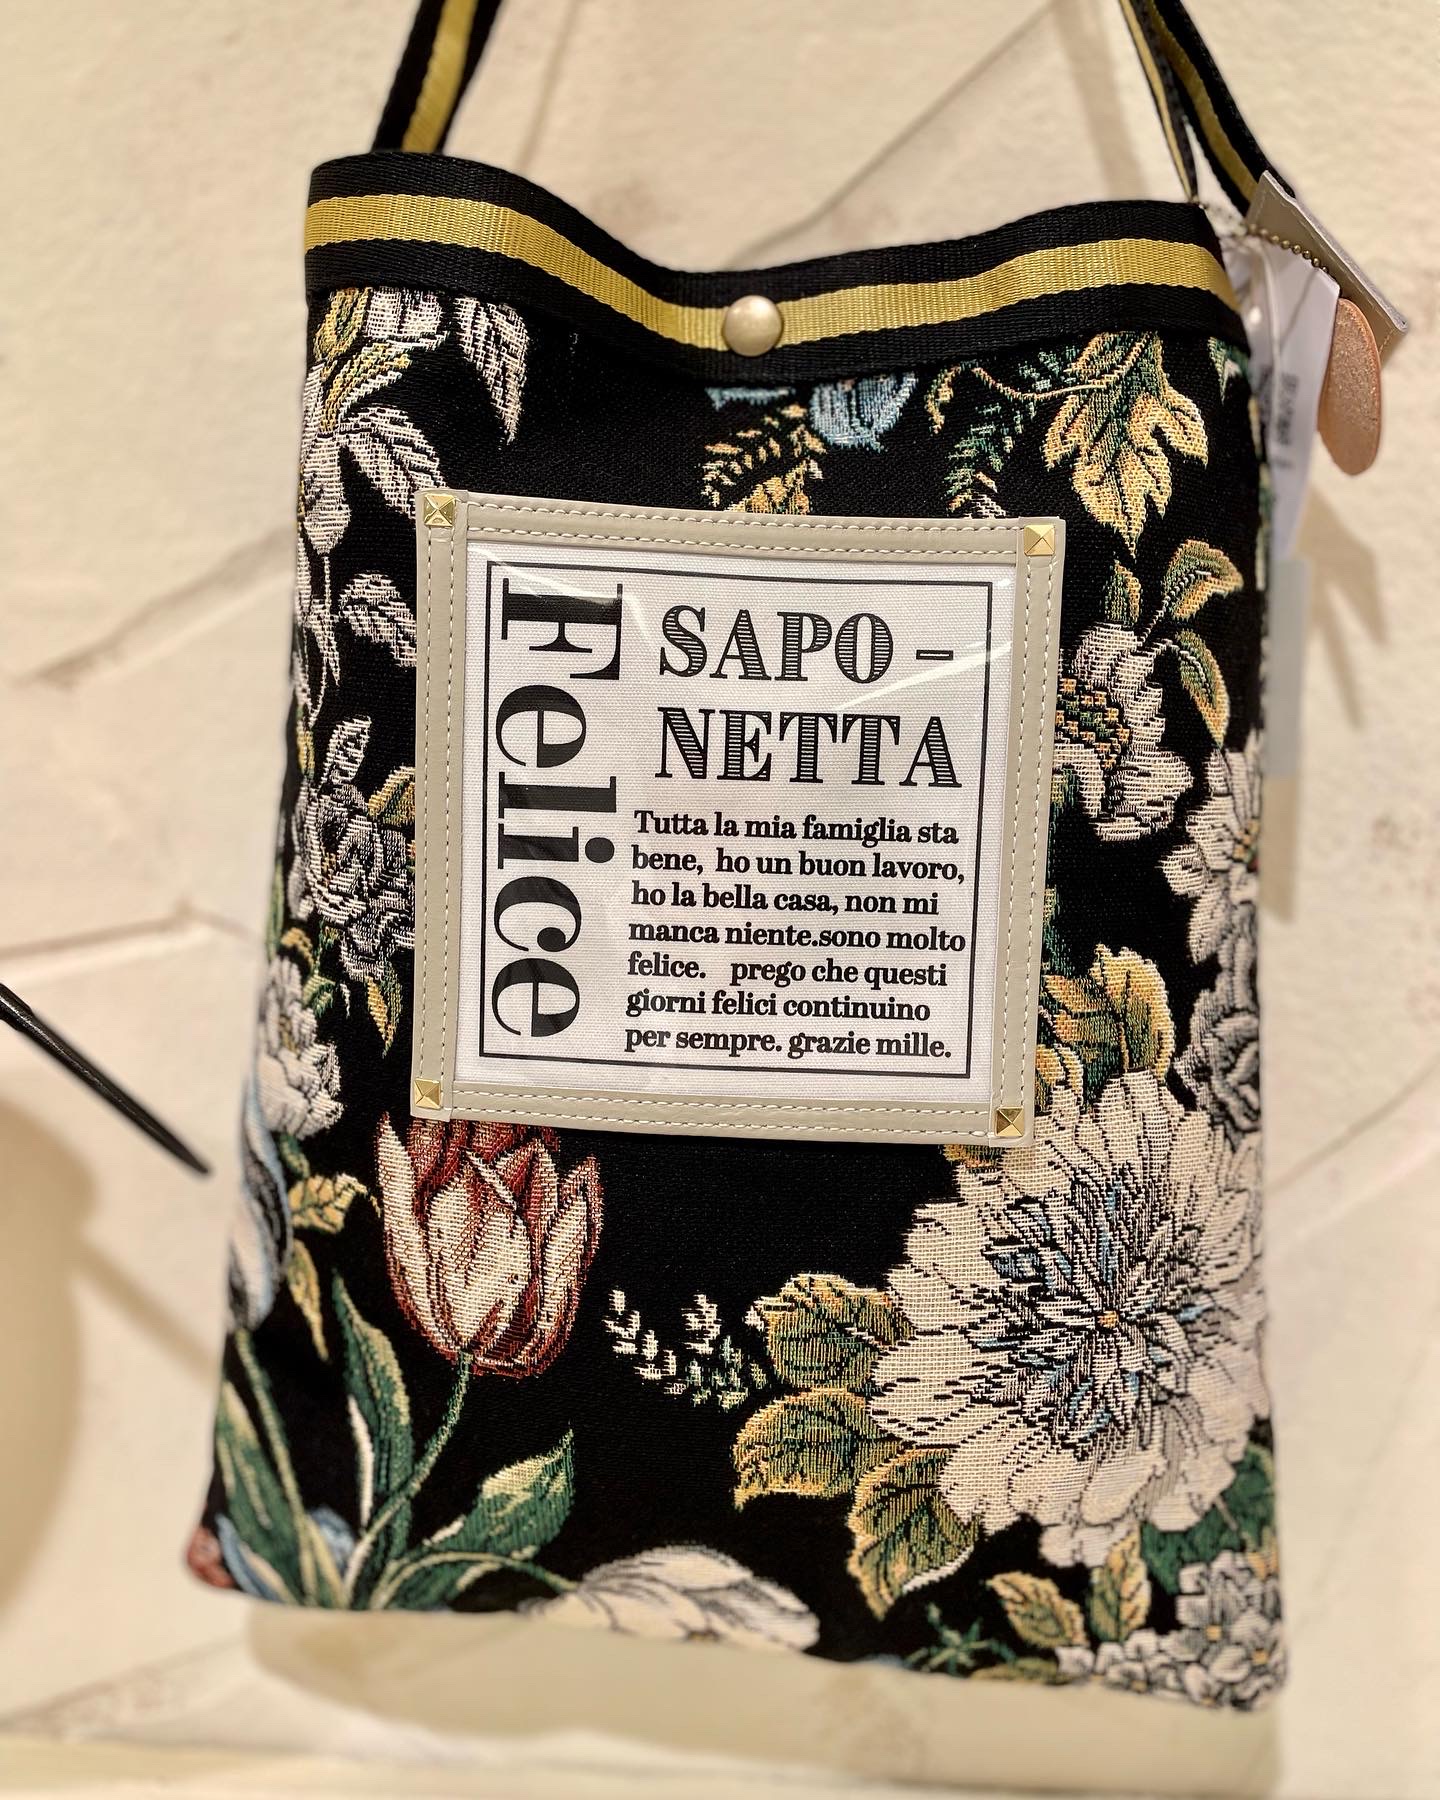 Felice
SAPO –
NETTA
Tutta la mia famiglia sta
bene, ho un buon lavoro,
ho la bella casa, non mi
manca niente.sono molto
felice. prego che questi
giorni felici continuino
per sempre. grazie mille.